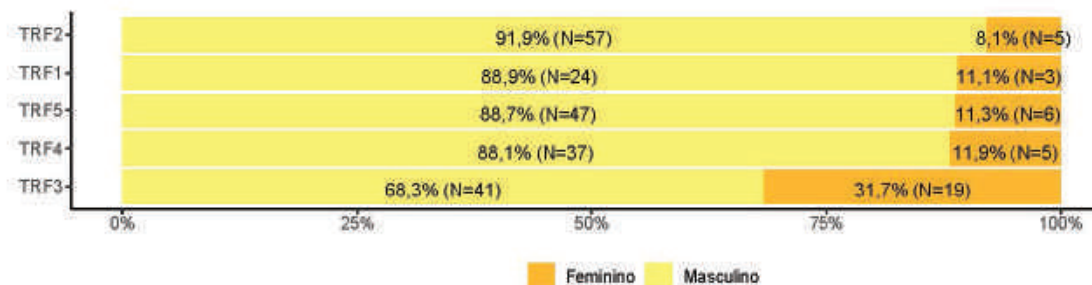 TRF2 91,9% (N=57) 8,1% (N=5)
TRF1 88,9% (N=24) 11,1% (N=3)
TRF5 88,7% (N=47) 11,3% (N=6)
TRF4 88,1% (N=37) 11,9% (N=5)
TRF3 68,3% (N=41) 31,7% (N=19)
0% 25% 50% 75% 100%
Feminino Masculino